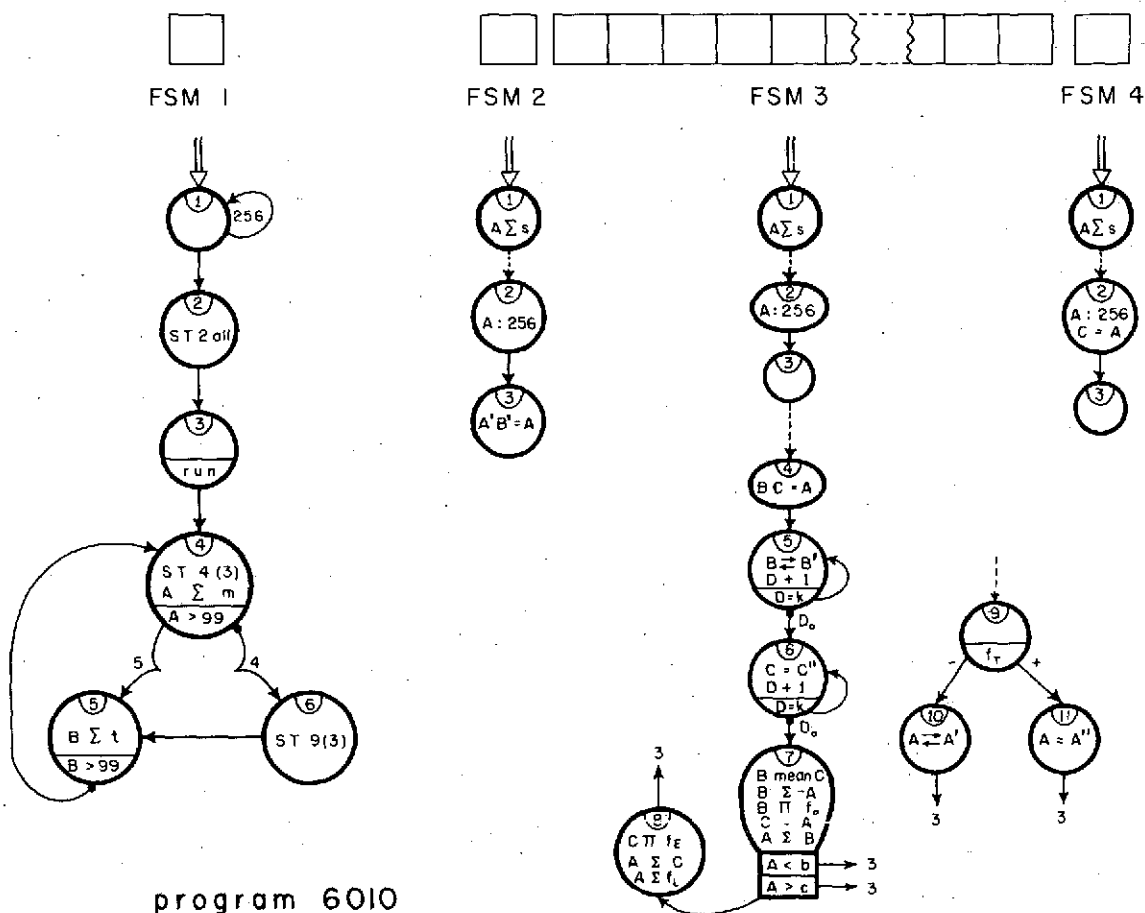 FSM 1
FSM 2
FSM 3
FSM 4
1
256
2
ST 2 all
3
run
4
ST 4 (3)
A Σ m
A > 99
5
4
5
B Σ t
B > 99
6
ST 9(3)
1
A Σ s
2
A : 256
3
A' B' = A
1
A Σ s
2
A : 256
3
4
B C = A
5
B ⇄ B'
D + 1
D = k
D₀
6
C = C"
D + 1
D = k
D₀
7
B mean C
B Σ -A
B Π fₐ
C - A
A Σ B
A < b
3
A > c
3
8
C Π f_E
A Σ C
A Σ f_L
3
1
A Σ s
2
A : 256
C = A
3
9
f_T
-
+
10
A ⇄ A'
3
11
A = A"
3
program 6010